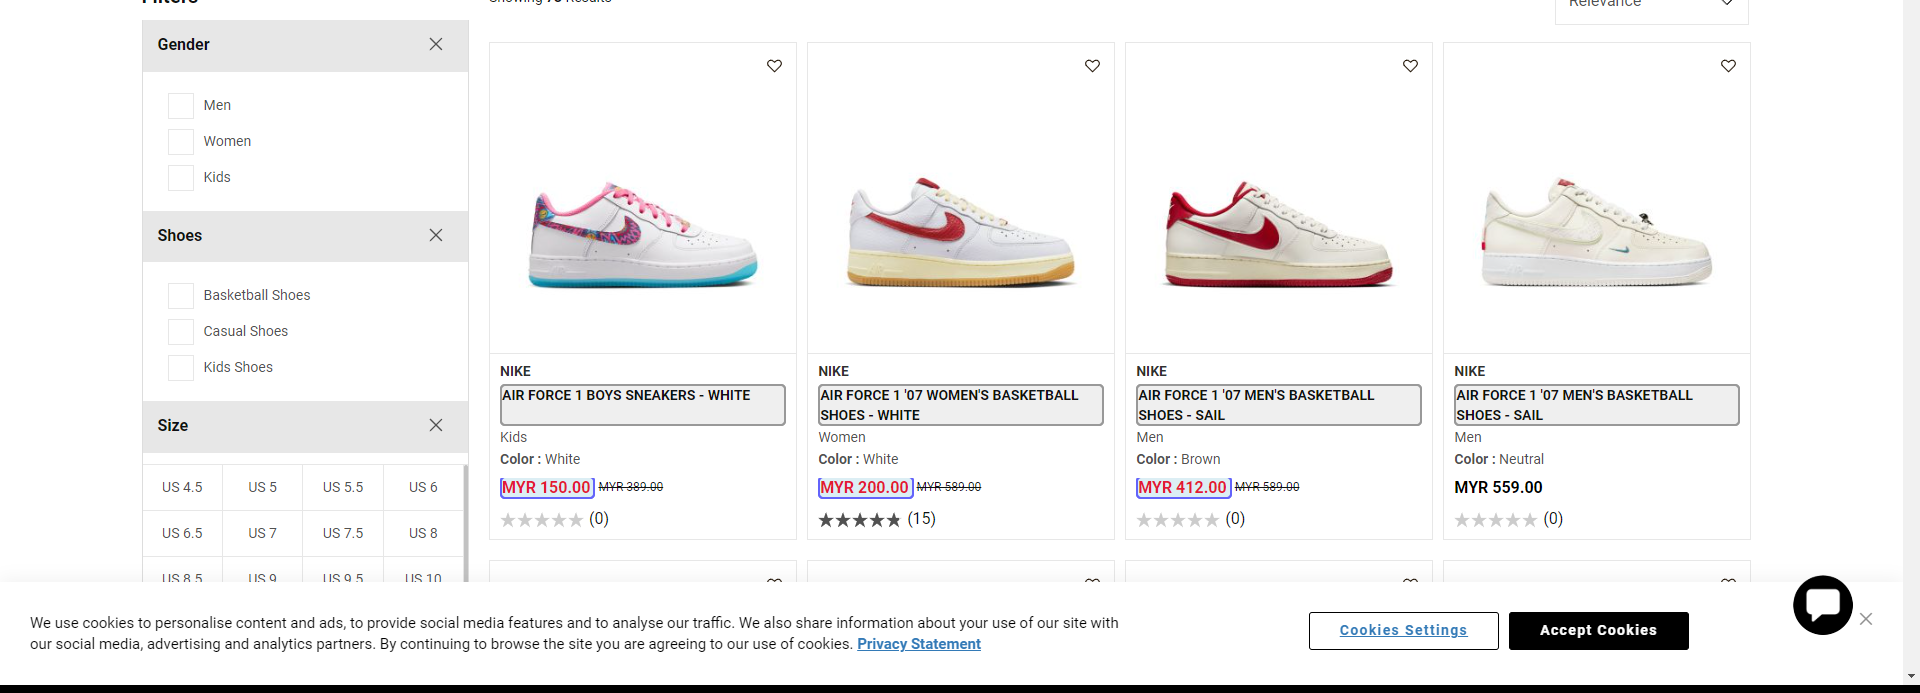 Filters
Showing 73 Results
Relevance
Gender
Men
Women
Kids
Shoes
Basketball Shoes
Casual Shoes
Kids Shoes
Size
US 4.5 US 5 US 5.5 US 6
US 6.5 US 7 US 7.5 US 8
US 8.5 US 9 US 9.5 US 10
NIKE
AIR FORCE 1 BOYS SNEAKERS - WHITE
Kids
Color : White
MYR 150.00 MYR 389.00
(0)
NIKE
AIR FORCE 1 '07 WOMEN'S BASKETBALL
SHOES - WHITE
Women
Color : White
MYR 200.00 MYR 589.00
(15)
NIKE
AIR FORCE 1 '07 MEN'S BASKETBALL
SHOES - SAIL
Men
Color : Brown
MYR 412.00 MYR 589.00
(0)
NIKE
AIR FORCE 1 '07 MEN'S BASKETBALL
SHOES - SAIL
Men
Color : Neutral
MYR 559.00
(0)
We use cookies to personalise content and ads, to provide social media features and to analyse our traffic. We also share information about your use of our site with
our social media, advertising and analytics partners. By continuing to browse the site you are agreeing to our use of cookies. Privacy Statement
Cookies Settings
Accept Cookies